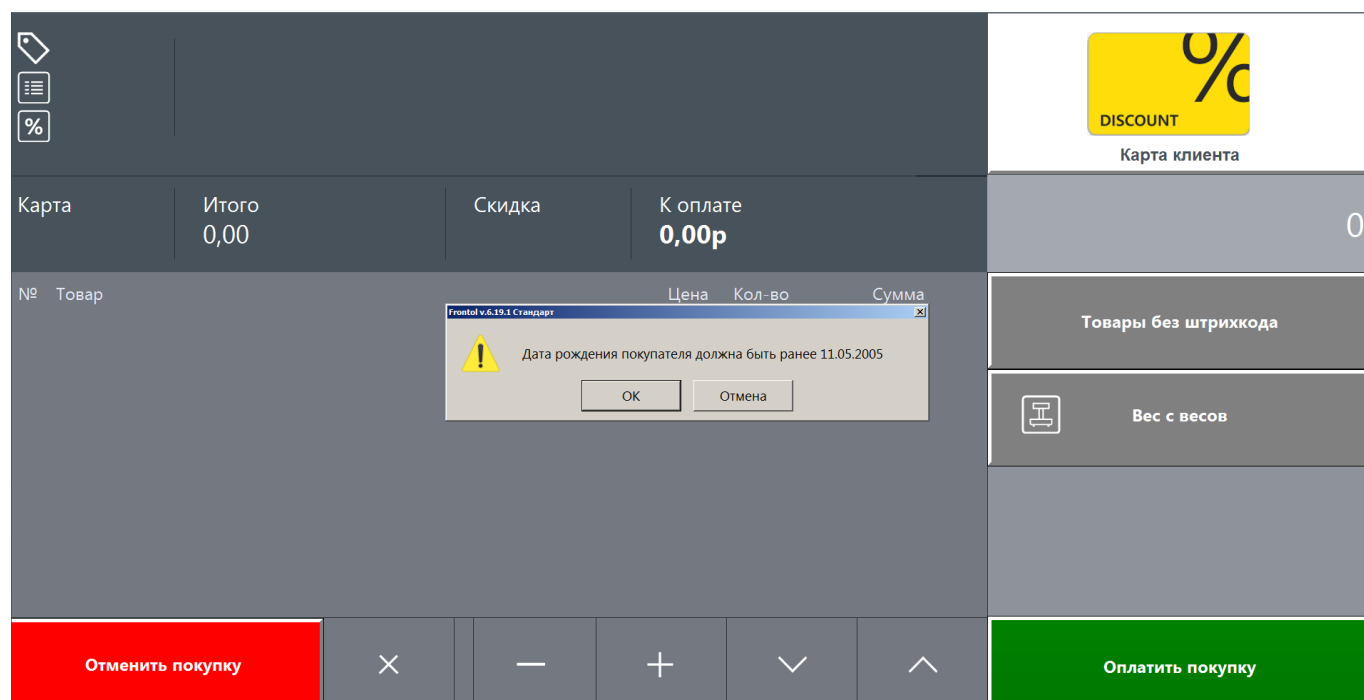 %
DISCOUNT
%
Карта клиента
Карта Итого Скидка К оплате
0,00 0,00р 0
№ Товар Цена Кол-во Сумма
Frontol v.6.19.1 Стандарт
Дата рождения покупателя должна быть ранее 11.05.2005
ОК Отмена
Товары без штрихкода
Вес с весов
Отменить покупку
Оплатить покупку